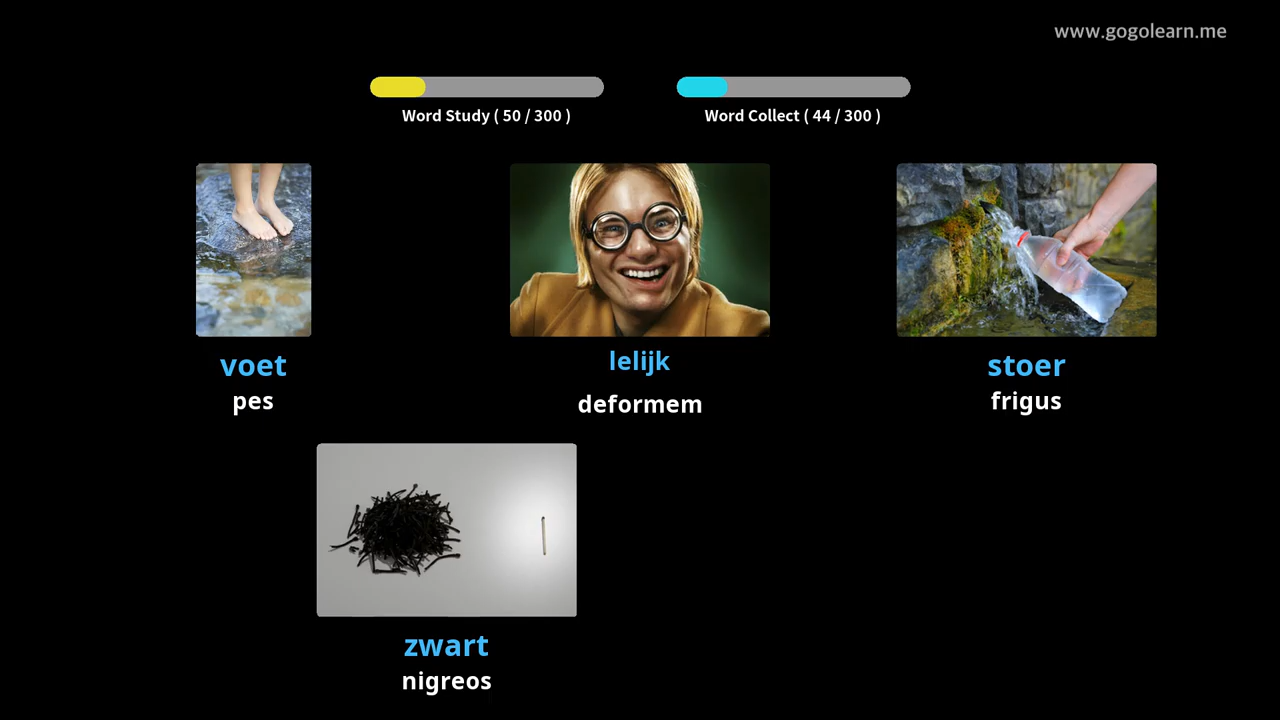 www.gogolearn.me
Word Study ( 50 / 300 )
Word Collect ( 44 / 300 )
voet
pes
lelijk
deformem
stoer
frigus
zwart
nigreos